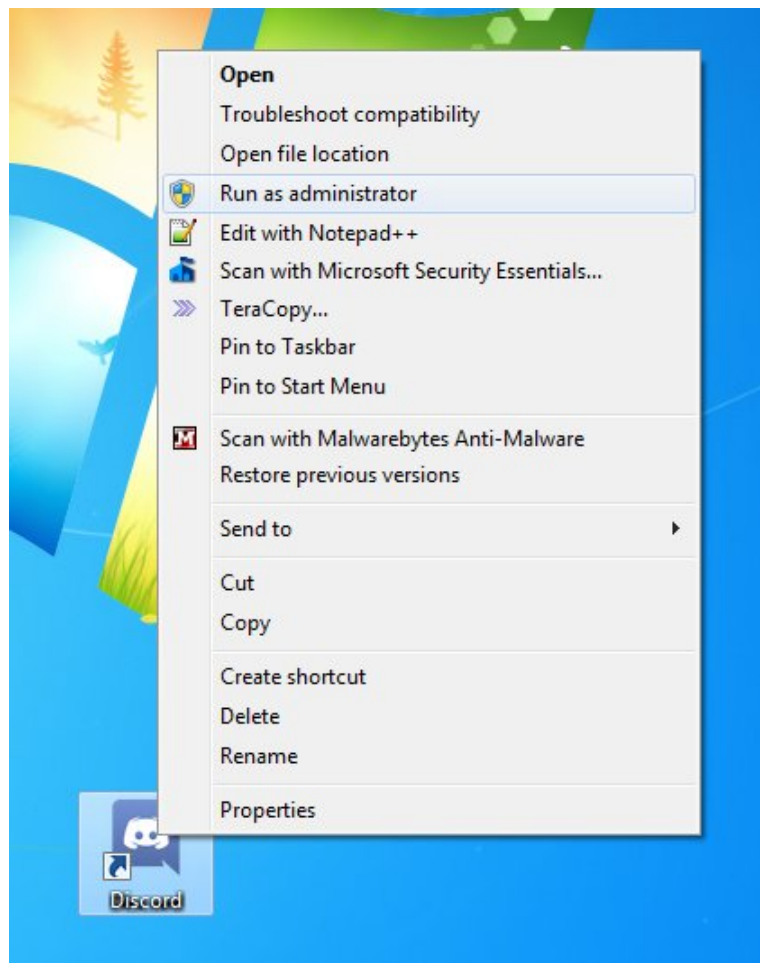 Open
Troubleshoot compatibility
Open file location
Run as administrator
Edit with Notepad++
Scan with Microsoft Security Essentials...
TeraCopy...
Pin to Taskbar
Pin to Start Menu
Scan with Malwarebytes Anti-Malware
Restore previous versions
Send to
Cut
Copy
Create shortcut
Delete
Rename
Properties
Discord